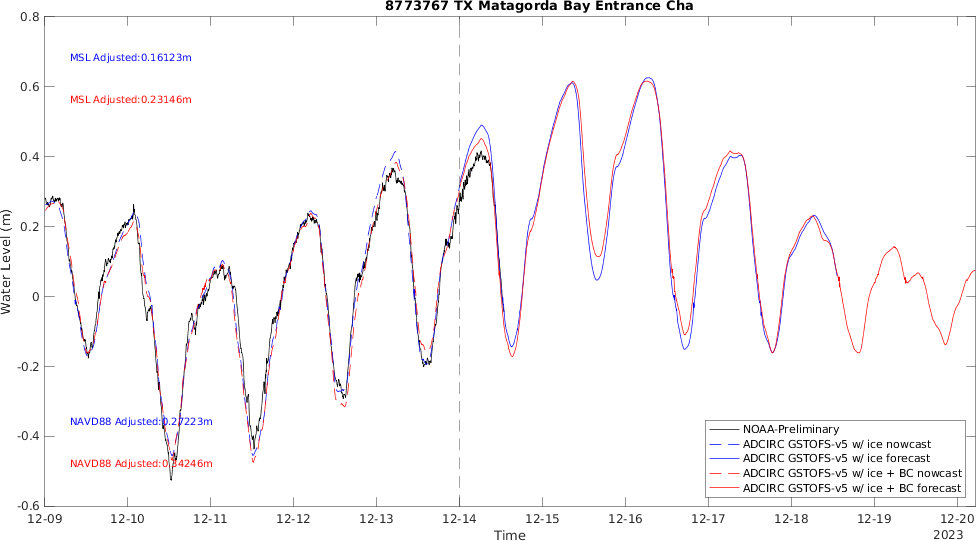 8773767 TX Matagorda Bay Entrance Cha
0.8
0.6
0.4
0.2
0
-0.2
-0.4
-0.6
Water Level (m)
MSL Adjusted:0.16123m
MSL Adjusted:0.23146m
NAVD88 Adjusted:0.27223m
NAVD88 Adjusted:0.34246m
NOAA-Preliminary
ADCIRC GSTOFS-v5 w/ ice nowcast
ADCIRC GSTOFS-v5 w/ ice forecast
ADCIRC GSTOFS-v5 w/ ice + BC nowcast
ADCIRC GSTOFS-v5 w/ ice + BC forecast
12-09 12-10 12-11 12-12 12-13 12-14 12-15 12-16 12-17 12-18 12-19 12-20
Time
2023